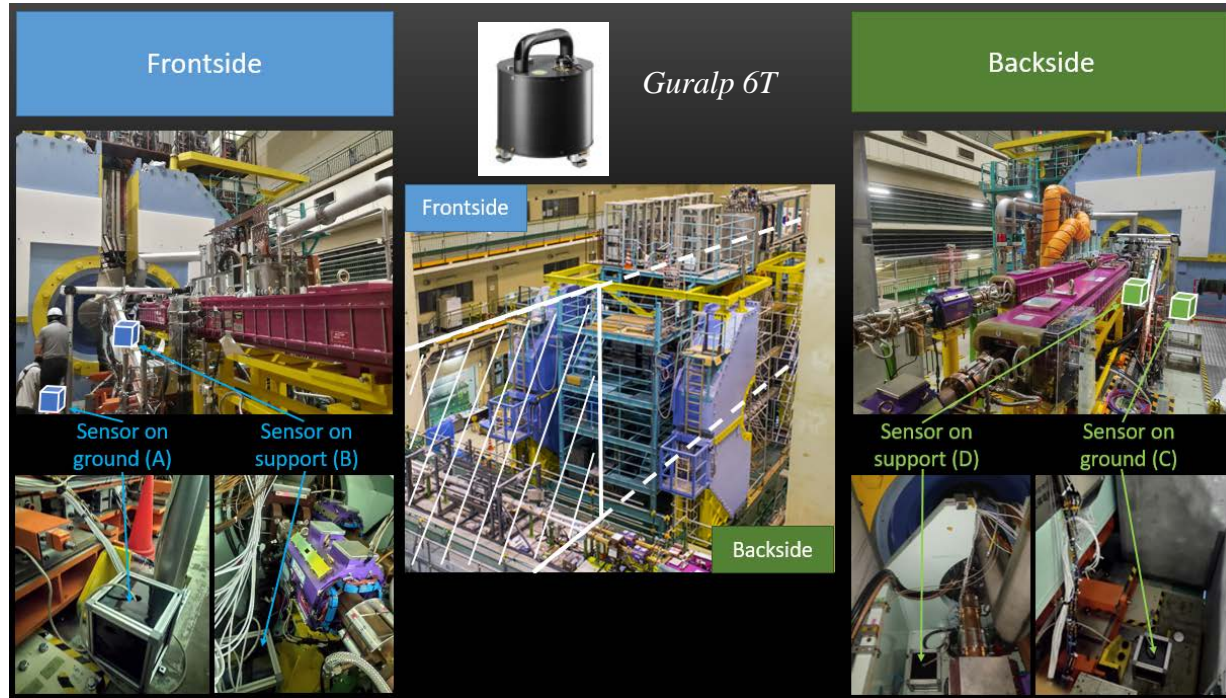 Frontside
Guralp 6T
Backside
Frontside
Sensor on
ground (A)
Sensor on
support (B)
Backside
Sensor on
support (D)
Sensor on
ground (C)